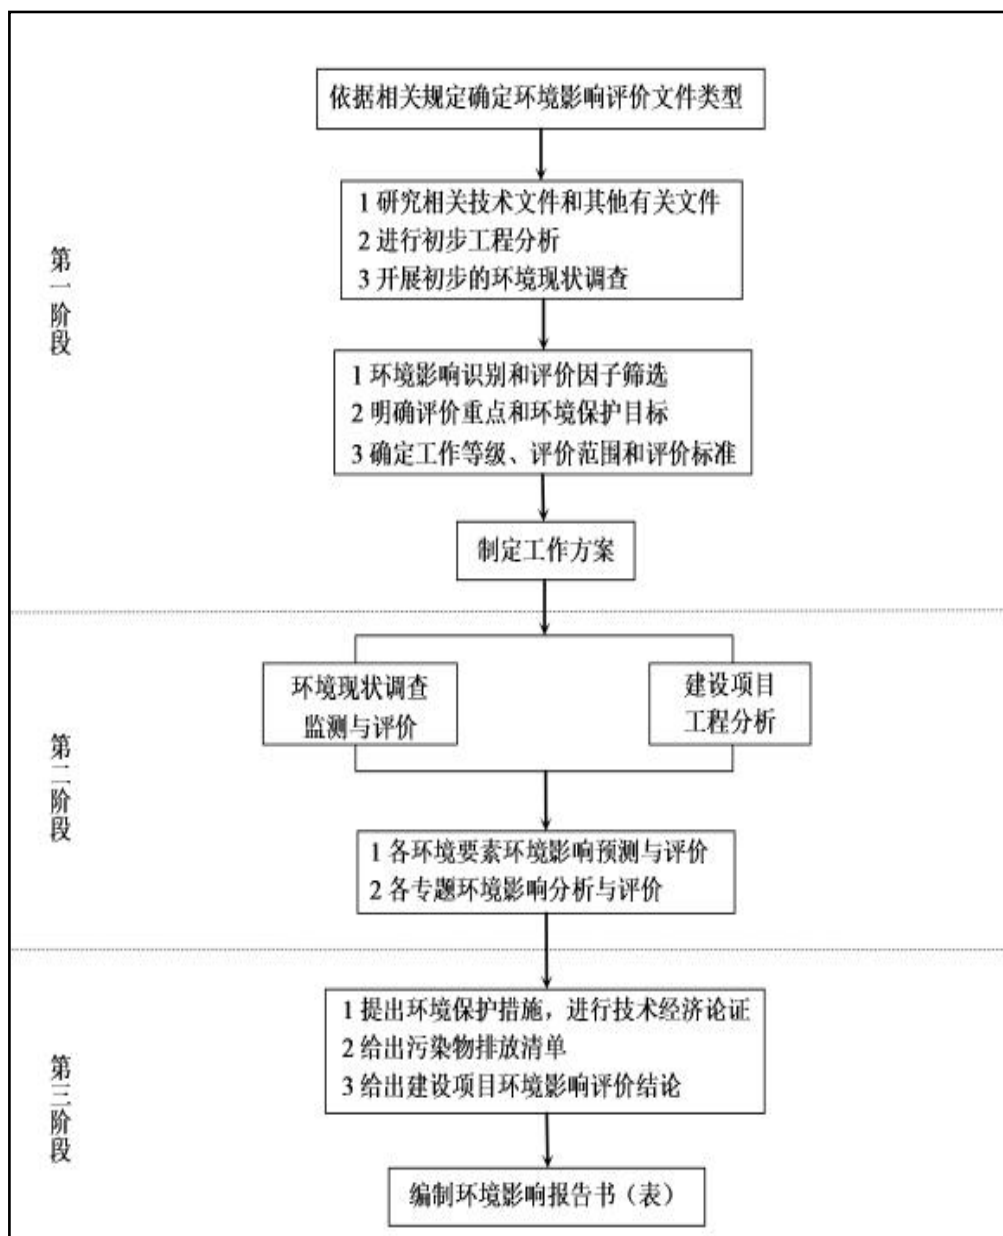 依据相关规定确定环境影响评价文件类型
1 研究相关技术文件和其他有关文件
2 进行初步工程分析
3 开展初步的环境现状调查
第一阶段
1 环境影响识别和评价因子筛选
2 明确评价重点和环境保护目标
3 确定工作等级、评价范围和评价标准
制定工作方案
环境现状调查
监测与评价
建设项目
工程分析
第二阶段
1 各环境要素环境影响预测与评价
2 各专题环境影响分析与评价
1 提出环境保护措施，进行技术经济论证
2 给出污染物排放清单
3 给出建设项目环境影响评价结论
第三阶段
编制环境影响报告书（表）